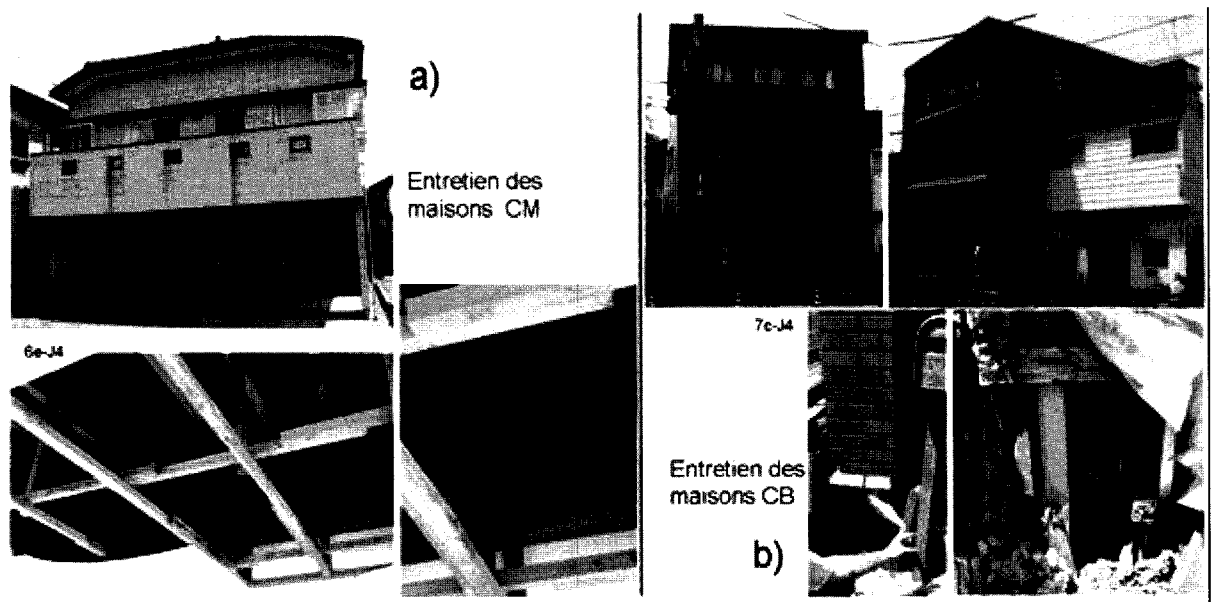 a)
Entretien des
maisons CM
6e-J4
7c-J4
Entretien des
maisons CB
b)